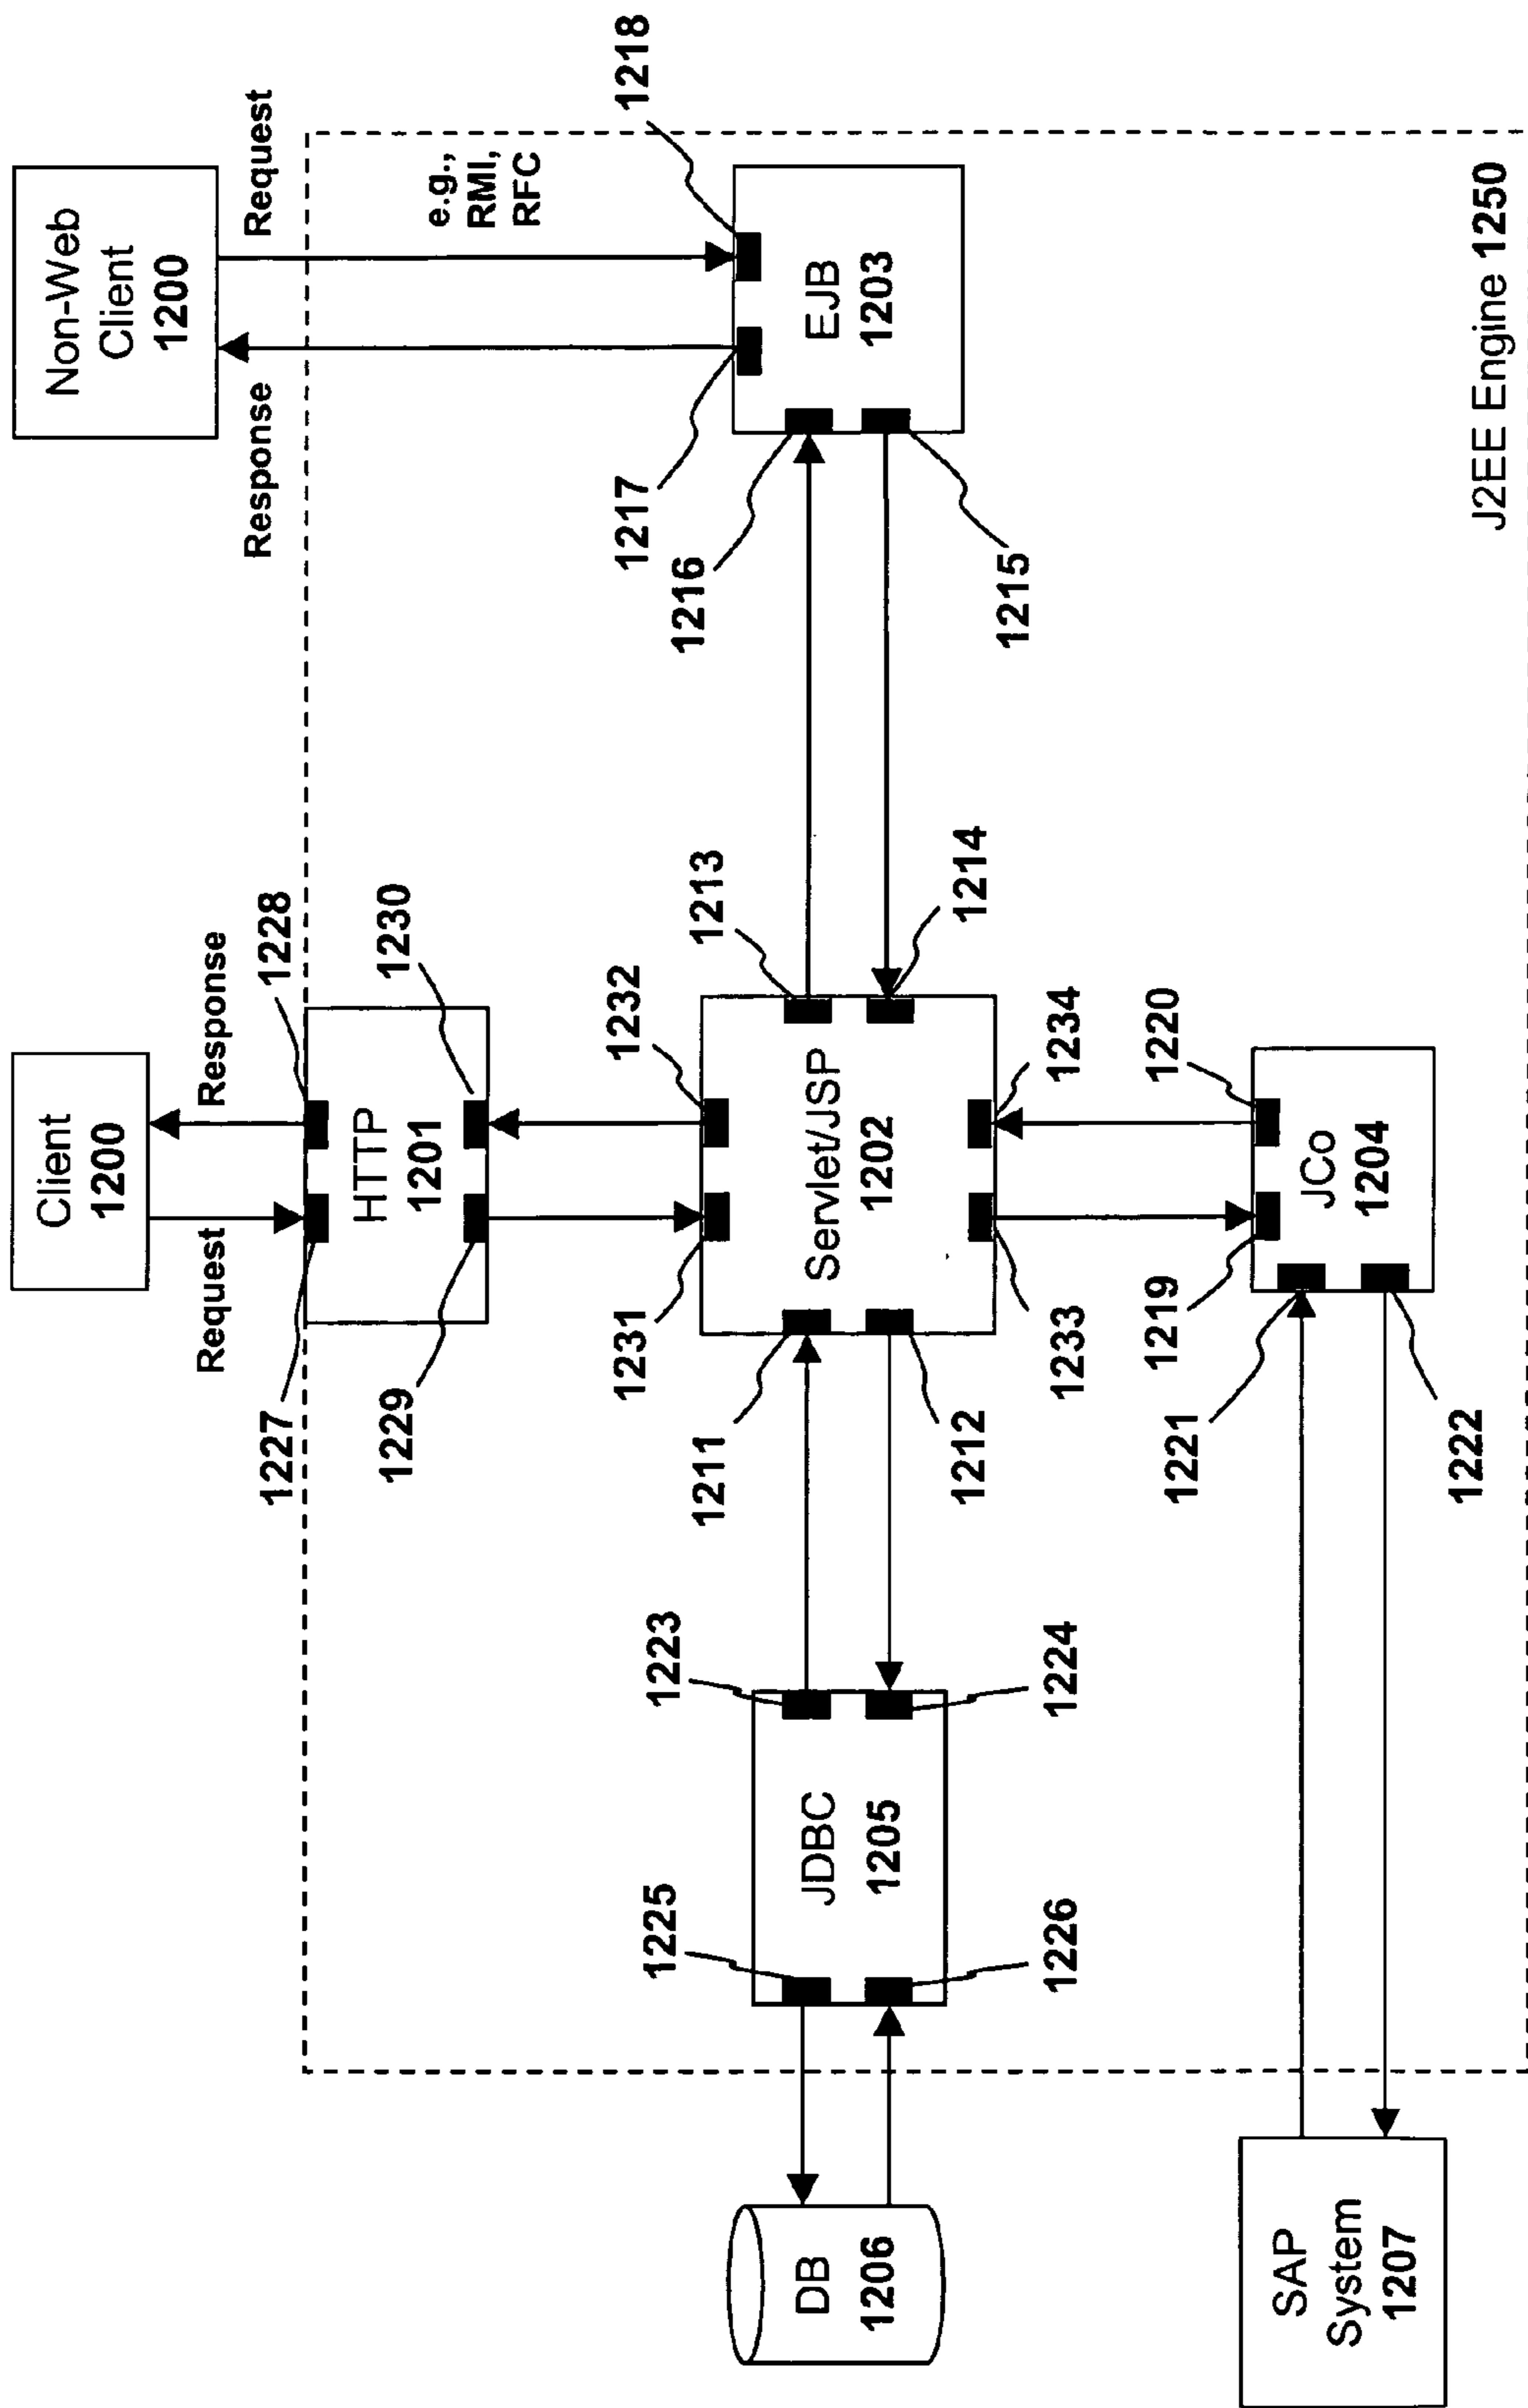 Client
1200
Non-Web
Client
1200
Request
Response
Response
Request
1227
1228
HTTP
1201
1229
1230
e.g.,
RMI,
RFC
1217
1218
1225
1223
1231
1232
1211
1213
1216
DB
1206
JDBC
1205
Servlet/JSP
1202
EJB
1203
1226
1224
1212
1214
1215
1233
1234
1219
1220
1221
SAP
System
1207
JCo
1204
1222
J2EE Engine 1250